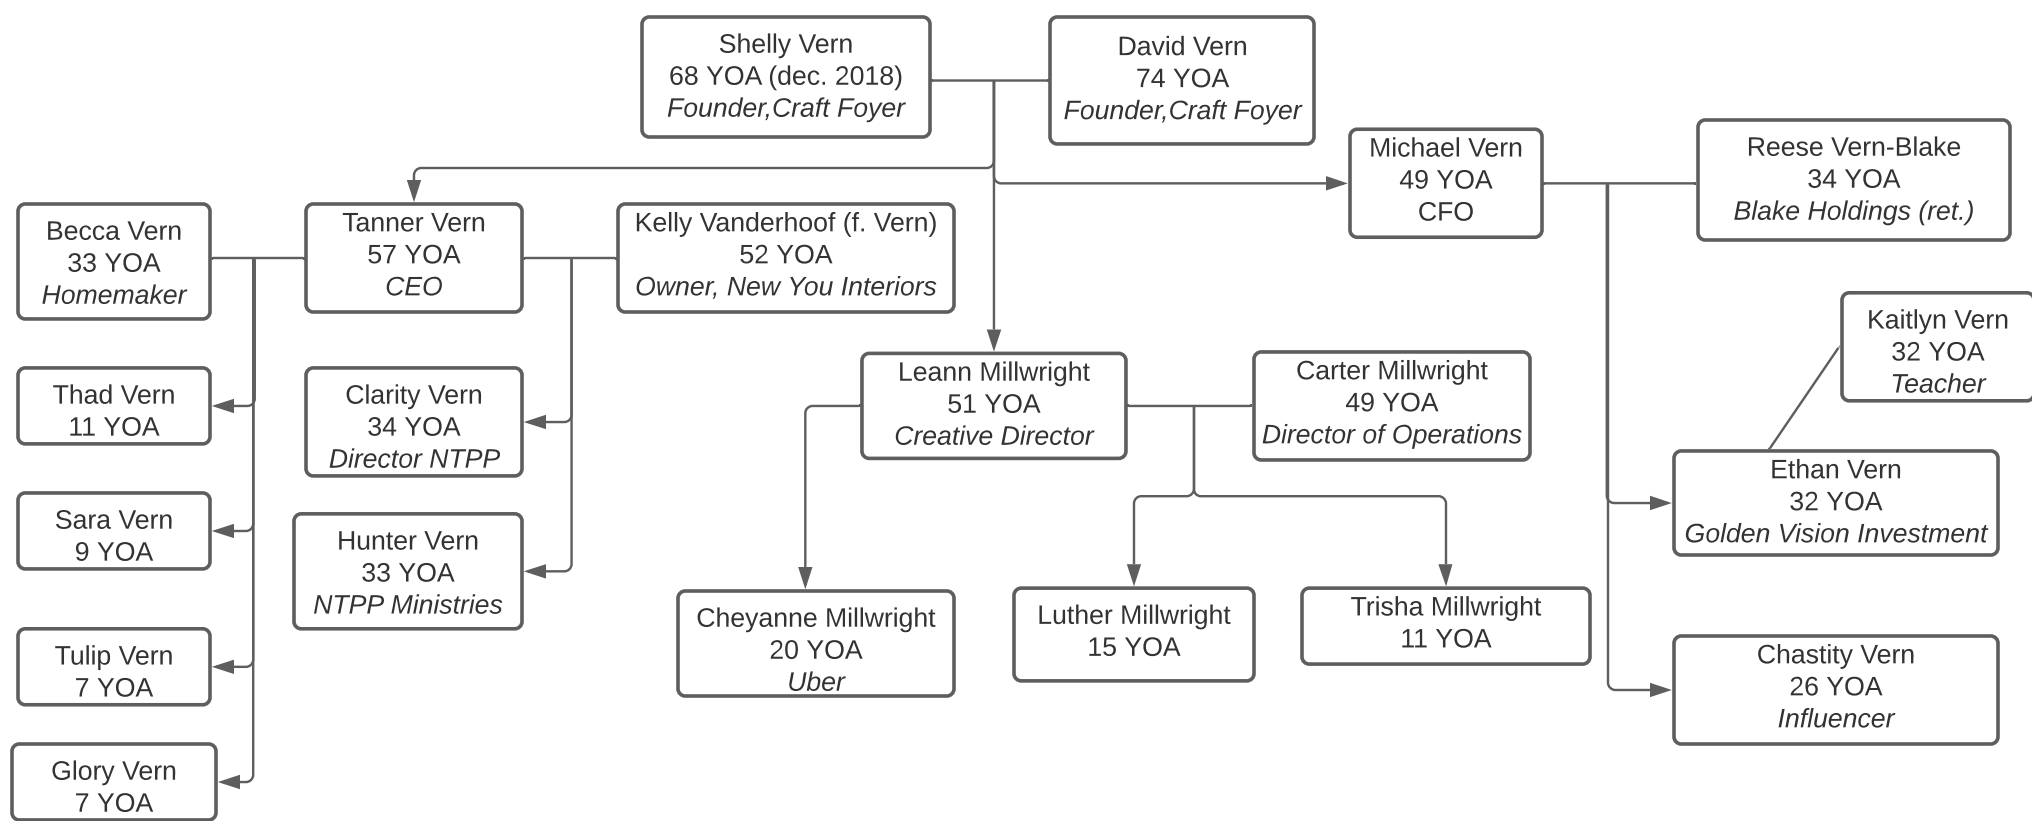 Shelly Vern
68 YOA (dec. 2018)
Founder,Craft Foyer
David Vern
74 YOA
Founder,Craft Foyer
Michael Vern
49 YOA
CFO
Reese Vern-Blake
34 YOA
Blake Holdings (ret.)
Becca Vern
33 YOA
Homemaker
Tanner Vern
57 YOA
CEO
Kelly Vanderhoof (f. Vern)
52 YOA
Owner, New You Interiors
Kaitlyn Vern
32 YOA
Teacher
Thad Vern
11 YOA
Clarity Vern
34 YOA
Director NTPP
Leann Millwright
51 YOA
Creative Director
Carter Millwright
49 YOA
Director of Operations
Ethan Vern
32 YOA
Golden Vision Investment
Sara Vern
9 YOA
Hunter Vern
33 YOA
NTPP Ministries
Cheyanne Millwright
20 YOA
Uber
Luther Millwright
15 YOA
Trisha Millwright
11 YOA
Tulip Vern
7 YOA
Chastity Vern
26 YOA
Influencer
Glory Vern
7 YOA